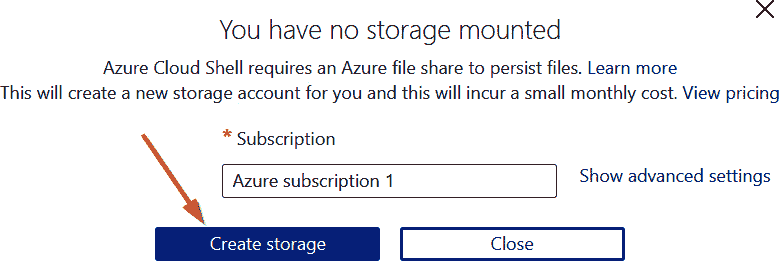 You have no storage mounted
Azure Cloud Shell requires an Azure file share to persist files. Learn more
This will create a new storage account for you and this will incur a small monthly cost. View pricing
* Subscription
Azure subscription 1
Show advanced settings
Create storage
Close